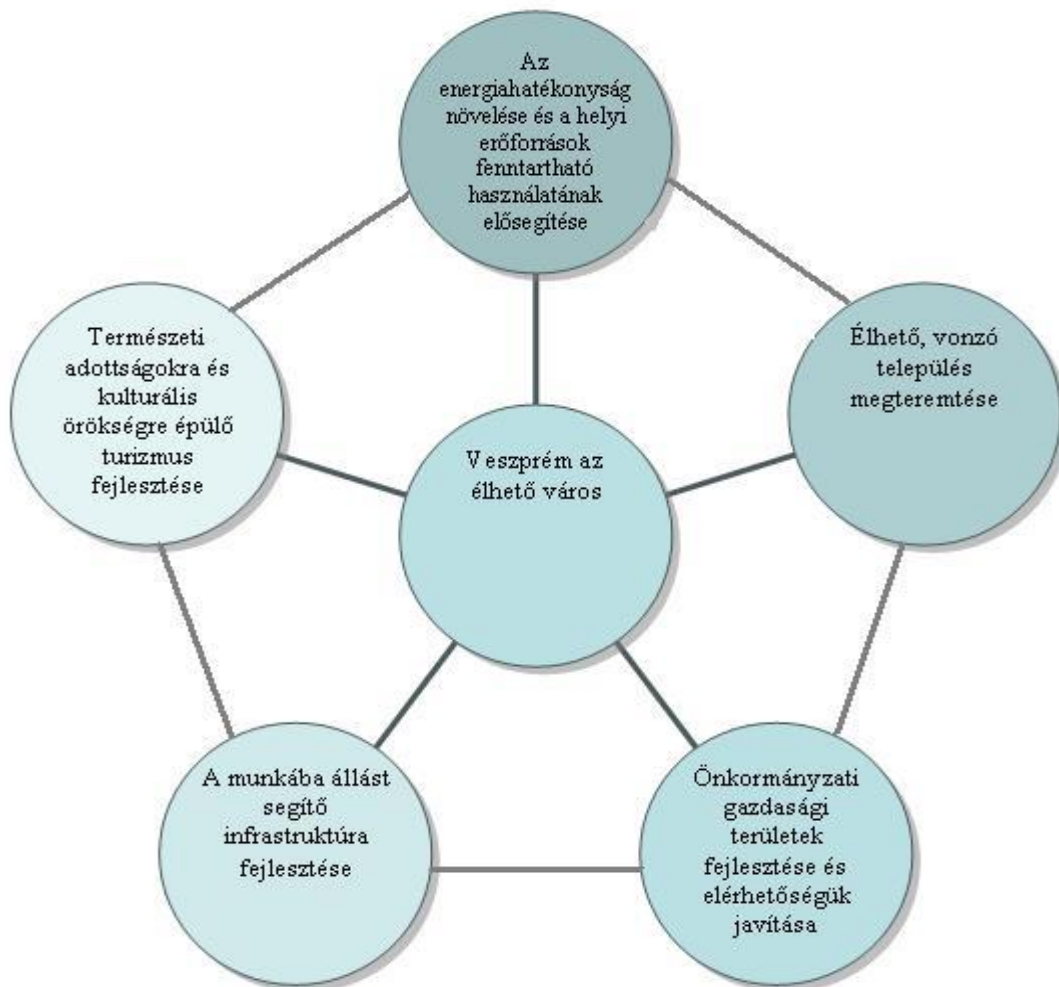 Az
energiahatékonyság
növelése és a helyi
erőforrások
fenntartható
használatának
elősegítése
Természeti
adottságokra és
kulturális
örökségre épülő
turizmus
fejlesztése
Élhető, vonzó
település
megteremtése
Veszprém az
élhető város
A munkába állást
segítő
infrastruktúra
fejlesztése
Önkormányzati
gazdasági
területek
fejlesztése és
elérhetőségük
javítása